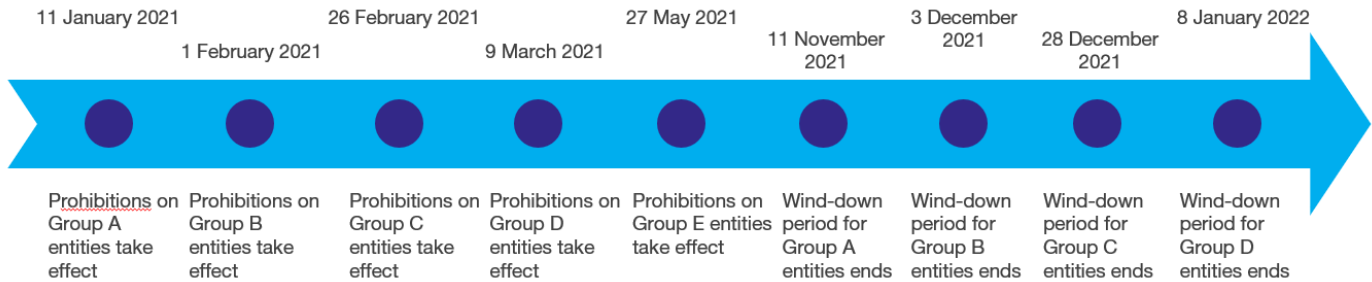 11 January 2021
1 February 2021
26 February 2021
9 March 2021
27 May 2021
11 November
2021
3 December
2021
28 December
2021
8 January 2022
Prohibitions on
Group A
entities take
effect
Prohibitions on
Group B
entities take
effect
Prohibitions on
Group C
entities take
effect
Prohibitions on
Group D
entities take
effect
Prohibitions on
Group E entities
take effect
Wind-down
period for
Group A
entities ends
Wind-down
period for
Group B
entities ends
Wind-down
period for
Group C
entities ends
Wind-down
period for
Group D
entities ends